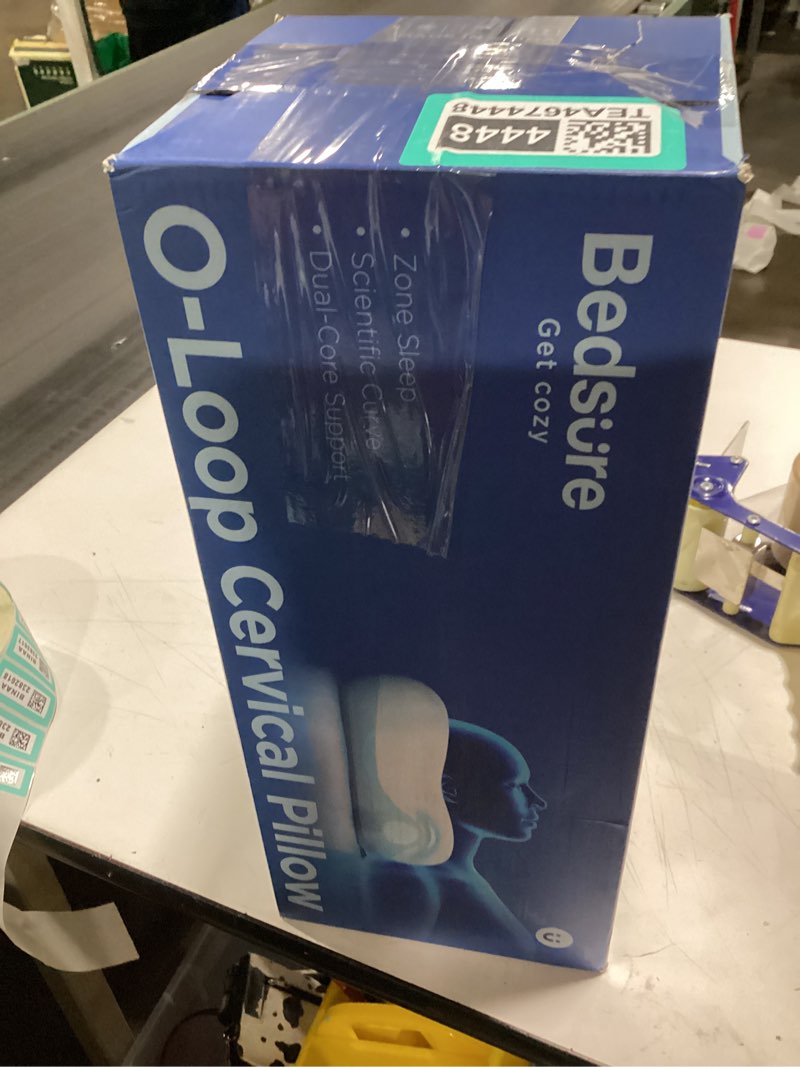 4448
TEA4674448
Bedsure
Get cozy
• Zone Sleep
• Scientific Curve
• Dual-Core Support
O-Loop Cervical Pillow